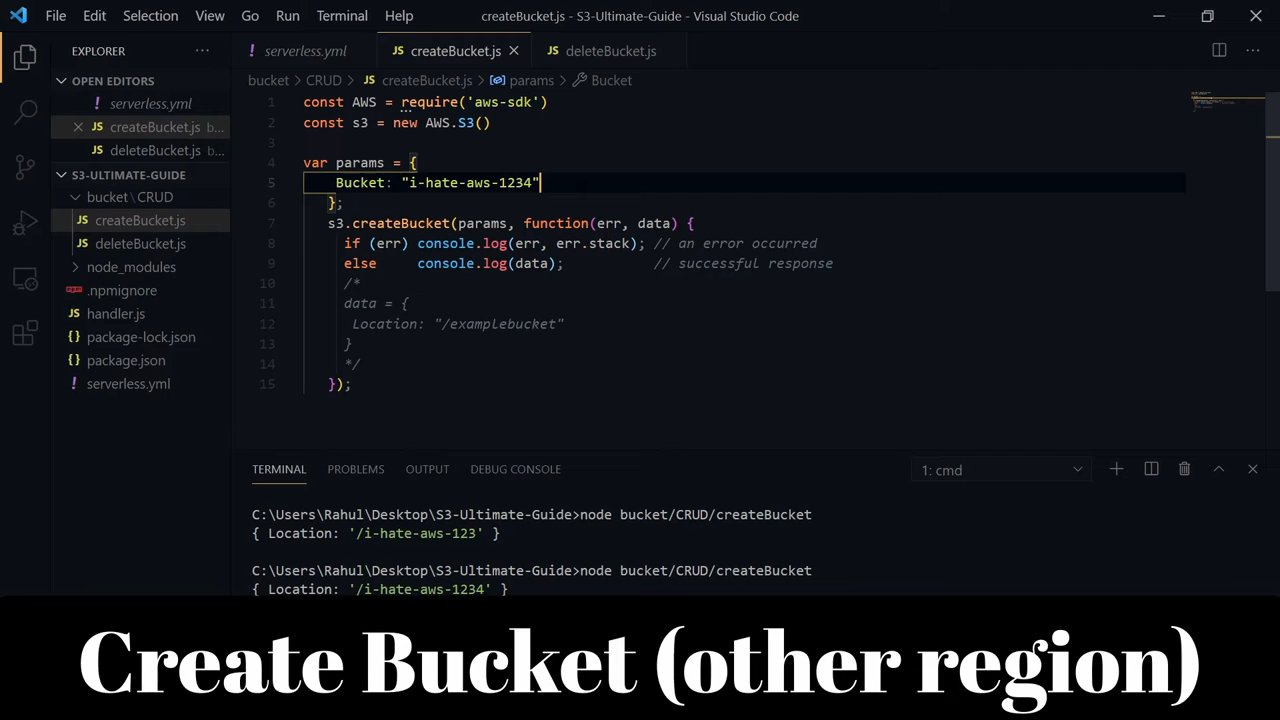 File Edit Selection View Go Run Terminal Help createBucket.js - S3-Ultimate-Guide - Visual Studio Code
EXPLORER ...
OPEN EDITORS
! serverless.yml
JS createBucket.js b...
JS deleteBucket.js b...
S3-ULTIMATE-GUIDE
bucket\CRUD
JS createBucket.js
JS deleteBucket.js
node_modules
npm .npmignore
JS handler.js
{} package-lock.json
{} package.json
! serverless.yml
! serverless.yml JS createBucket.js JS deleteBucket.js ...
bucket > CRUD > JS createBucket.js > params > Bucket
1 const AWS = require('aws-sdk')
2 const s3 = new AWS.S3()
3
4 var params = {
5 Bucket: "i-hate-aws-1234"
6 };
7 s3.createBucket(params, function(err, data) {
8 if (err) console.log(err, err.stack); // an error occurred
9 else console.log(data); // successful response
10 /*
11 data = {
12 Location: "/examplebucket"
13 }
14 */
15 });
TERMINAL PROBLEMS OUTPUT DEBUG CONSOLE 1: cmd
C:\Users\Rahul\Desktop\S3-Ultimate-Guide>node bucket/CRUD/createBucket
{ Location: '/i-hate-aws-123' }
C:\Users\Rahul\Desktop\S3-Ultimate-Guide>node bucket/CRUD/createBucket
{ Location: '/i-hate-aws-1234' }
Create Bucket (other region)